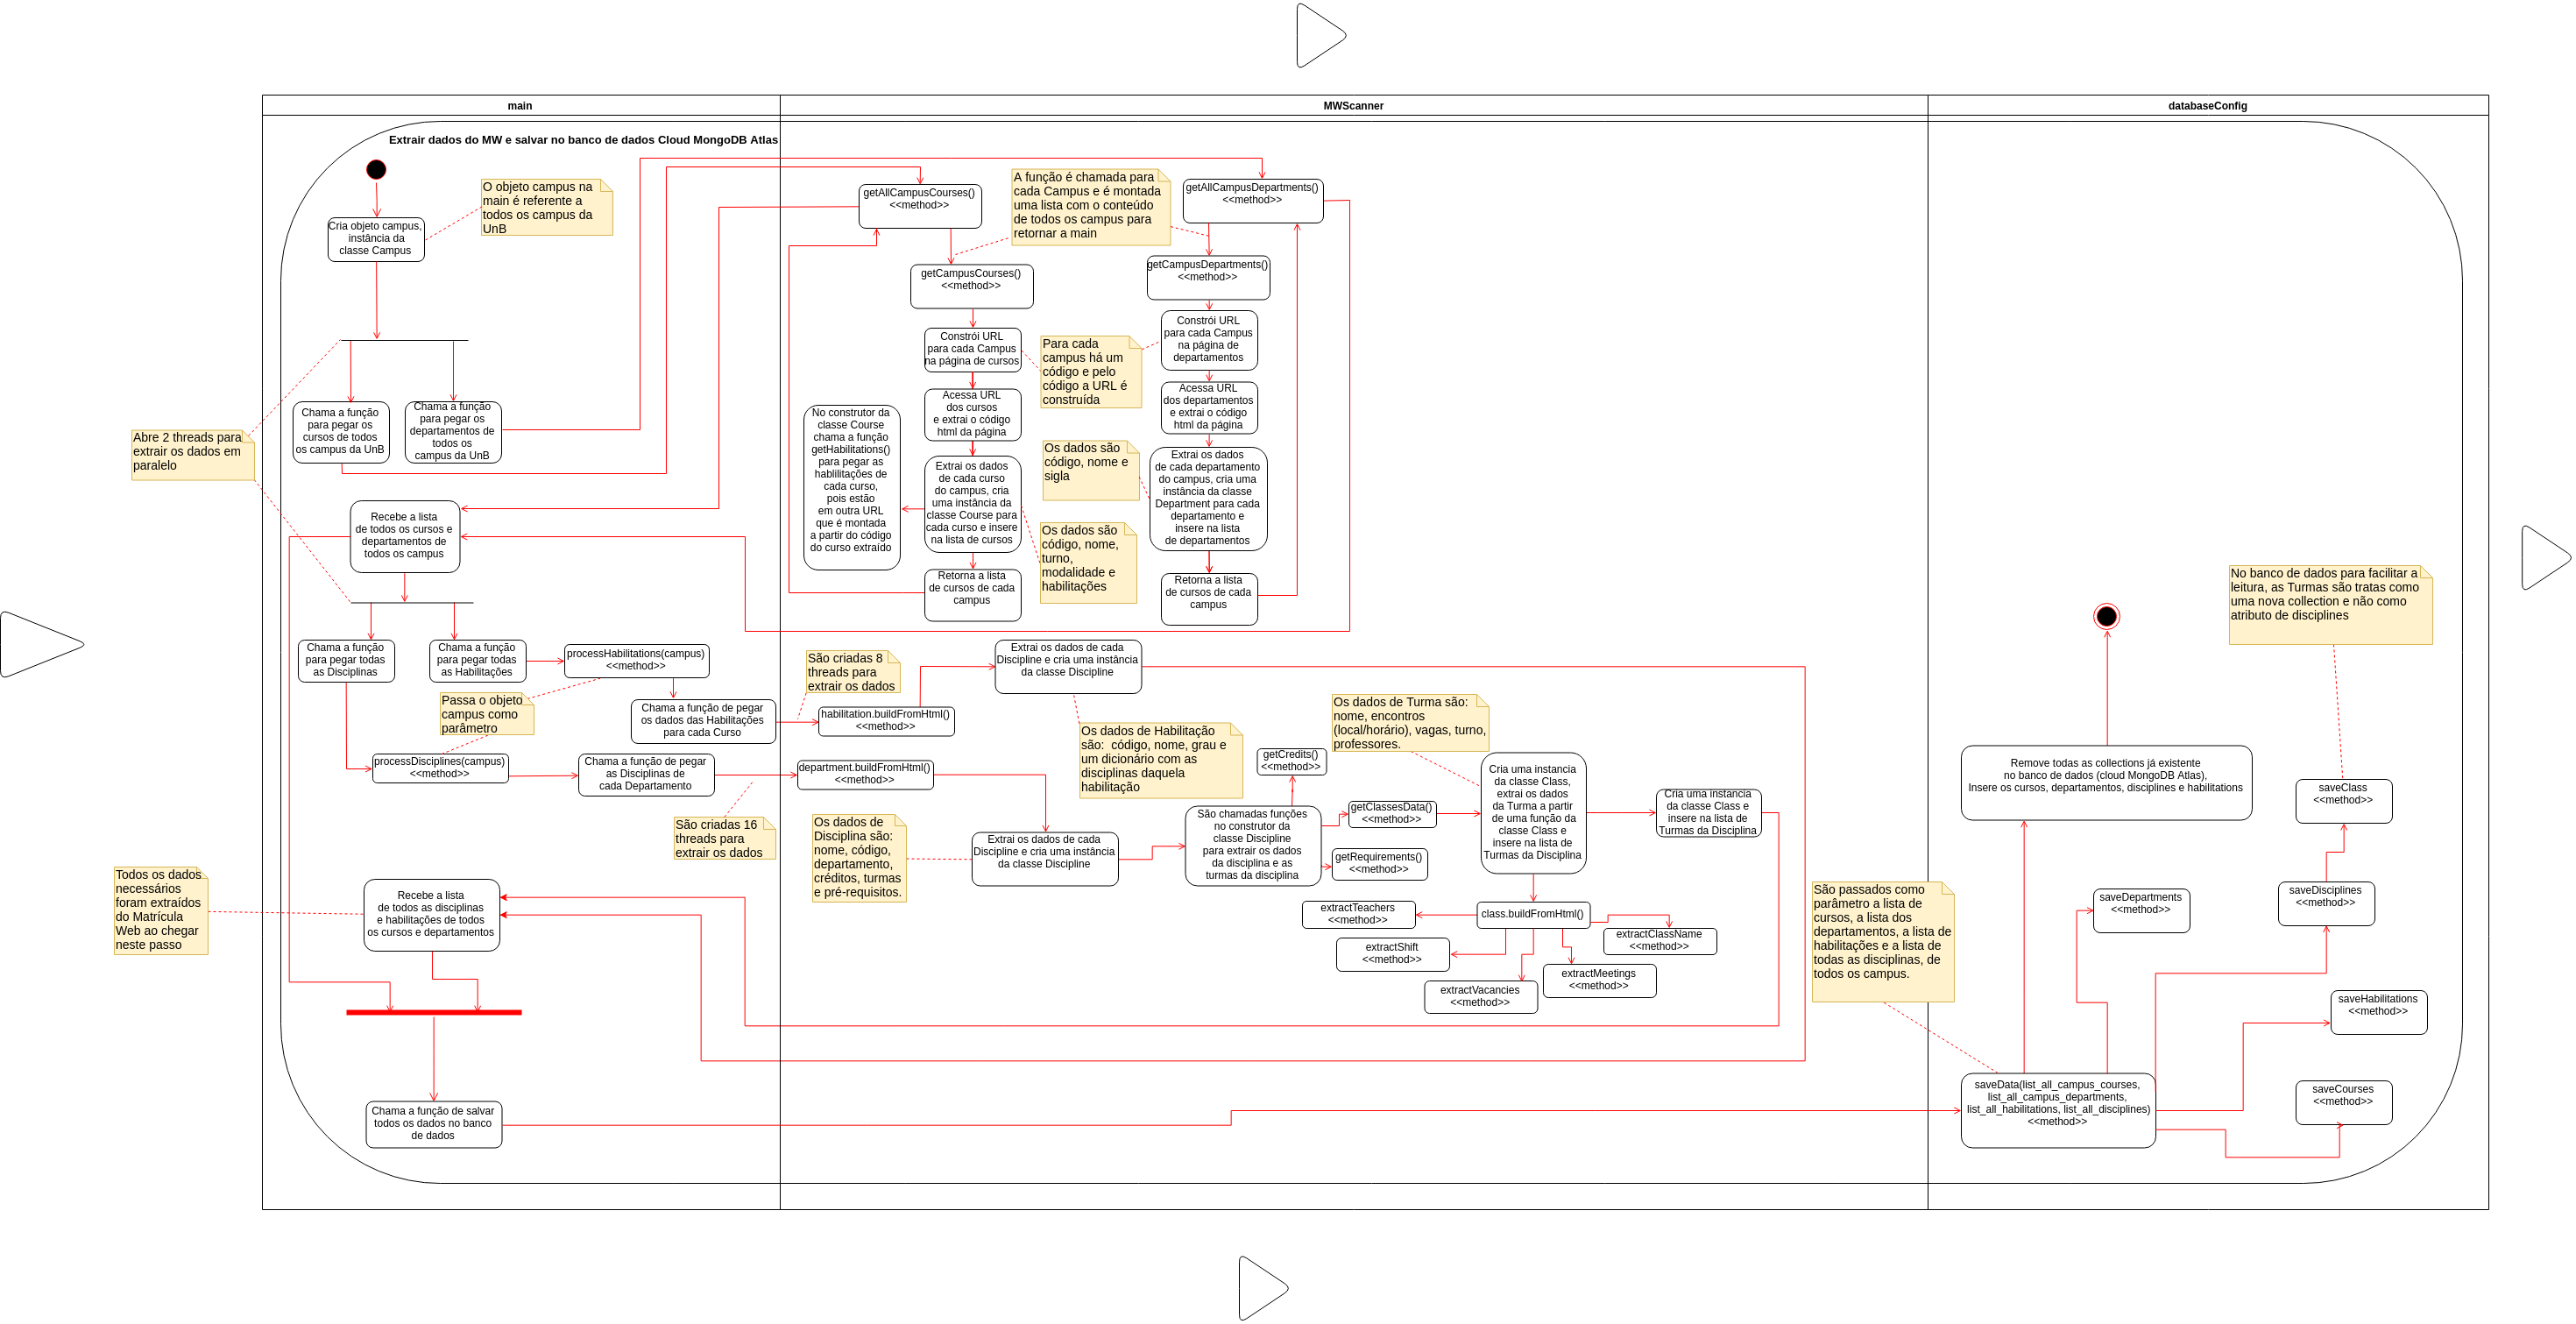 main
MWScanner
databaseConfig
Extrair dados do MW e salvar no banco de dados Cloud MongoDB Atlas
O objeto campus na
main é referente a
todos os campus da
UnB
Cria objeto campus,
instância da
classe Campus
Abre 2 threads para
extrair os dados em
paralelo
Chama a função
para pegar os
cursos de todos
os campus da UnB
Chama a função
para pegar os
departamentos de
todos os
campus da UnB
Recebe a lista
de todos os cursos e
departamentos de
todos os campus
Chama a função
para pegar todas
as Disciplinas
Chama a função
para pegar todas
as Habilitações
processHabilitations(campus)
<<method>>
Passa o objeto
campus como
parâmetro
Chama a função de pegar
os dados das Habilitações
para cada Curso
processDisciplines(campus)
<<method>>
Chama a função de pegar
as Disciplinas de
cada Departamento
São criadas 16
threads para
extrair os dados
Todos os dados
necessários
foram extraídos
do Matrícula
Web ao chegar
neste passo
Recebe a lista
de todos as disciplinas
e habilitações de todos
os cursos e departamentos
Chama a função de salvar
todos os dados no banco
de dados
getAllCampusCourses()
<<method>>
A função é chamada para
cada Campus e é montada
uma lista com o conteúdo
de todos os campus para
retornar a main
getAllCampusDepartments()
<<method>>
getCampusCourses()
<<method>>
getCampusDepartments()
<<method>>
Constrói URL
para cada Campus
na página de cursos
Para cada
campus há um
código e pelo
código a URL é
construída
Constrói URL
para cada Campus
na página de
departamentos
Acessa URL
dos cursos
e extrai o código
html da página
Acessa URL
dos departamentos
e extrai o código
html da página
No construtor da
classe Course
chama a função
getHabilitations()
para pegar as
hablilitações de
cada curso,
pois estão
em outra URL
que é montada
a partir do código
do curso extraído
Extrai os dados
de cada curso
do campus, cria
uma instância da
classe Course para
cada curso e insere
na lista de cursos
Os dados são
código, nome e
sigla
Extrai os dados
de cada departamento
do campus, cria uma
instância da classe
Department para cada
departamento e
insere na lista
de departamentos
Os dados são
código, nome,
turno,
modalidade e
habilitações
Retorna a lista
de cursos de cada
campus
Retorna a lista
de cursos de cada
campus
São criadas 8
threads para
extrair os dados
habilitation.buildFromHtml()
<<method>>
Extrai os dados de cada
Discipline e cria uma instância
da classe Discipline
Os dados de Habilitação
são:  código, nome, grau e
um dicionário com as
disciplinas daquela
habilitação
department.buildFromHtml()
<<method>>
Os dados de
Disciplina são:
nome, código,
departamento,
créditos, turmas
e pré-requisitos.
Extrai os dados de cada
Discipline e cria uma instância
da classe Discipline
São chamadas funções
no construtor da
classe Discipline
para extrair os dados
da disciplina e as
turmas da disciplina
getCredits()
<<method>>
getClassesData()
<<method>>
getRequirements()
<<method>>
Os dados de Turma são:
nome, encontros
(local/horário), vagas, turno,
professores.
Cria uma instancia
da classe Class,
extrai os dados
da Turma a partir
de uma função da
classe Class e
insere na lista de
Turmas da Disciplina
Cria uma instancia
da classe Class e
insere na lista de
Turmas da Disciplina
class.buildFromHtml()
extractTeachers
<<method>>
extractShift
<<method>>
extractVacancies
<<method>>
extractMeetings
<<method>>
extractClassName
<<method>>
São passados como
parâmetro a lista de
cursos, a lista dos
departamentos, a lista de
habilitações e a lista de
todas as disciplinas, de
todos os campus.
No banco de dados para facilitar a
leitura, as Turmas são tratas como
uma nova collection e não como
atributo de disciplines
Remove todas as collections já existente
no banco de dados (cloud MongoDB Atlas),
Insere os cursos, departamentos, disciplines e habilitations
saveClass
<<method>>
saveDepartments
<<method>>
saveDisciplines
<<method>>
saveHabilitations
<<method>>
saveCourses
<<method>>
saveData(list_all_campus_courses,
list_all_campus_departments,
list_all_habilitations, list_all_disciplines)
<<method>>